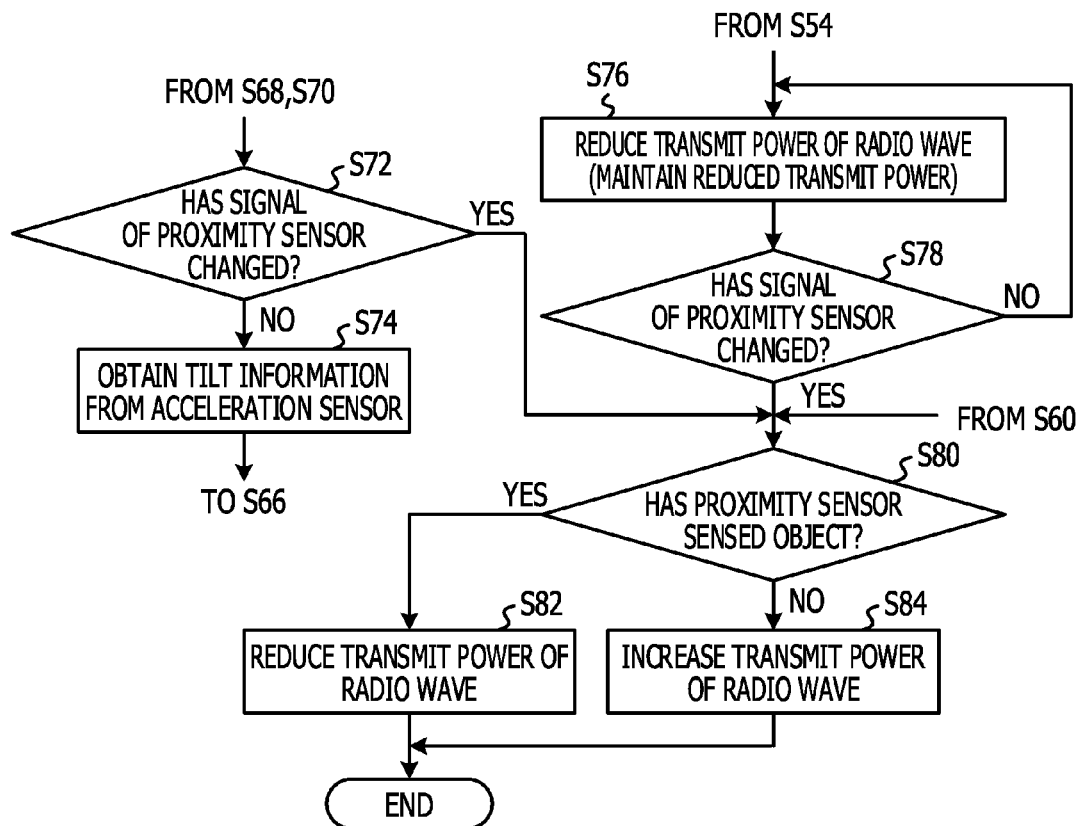 FROM S68,S70
S72
HAS SIGNAL
OF PROXIMITY SENSOR
CHANGED?
YES
NO
S74
OBTAIN TILT INFORMATION
FROM ACCELERATION SENSOR
TO S66
FROM S54
S76
REDUCE TRANSMIT POWER OF RADIO WAVE
(MAINTAIN REDUCED TRANSMIT POWER)
S78
HAS SIGNAL
OF PROXIMITY SENSOR
CHANGED?
NO
YES
FROM S60
S80
HAS PROXIMITY SENSOR
SENSED OBJECT?
YES
NO
S82
REDUCE TRANSMIT POWER OF
RADIO WAVE
S84
INCREASE TRANSMIT POWER
OF RADIO WAVE
END